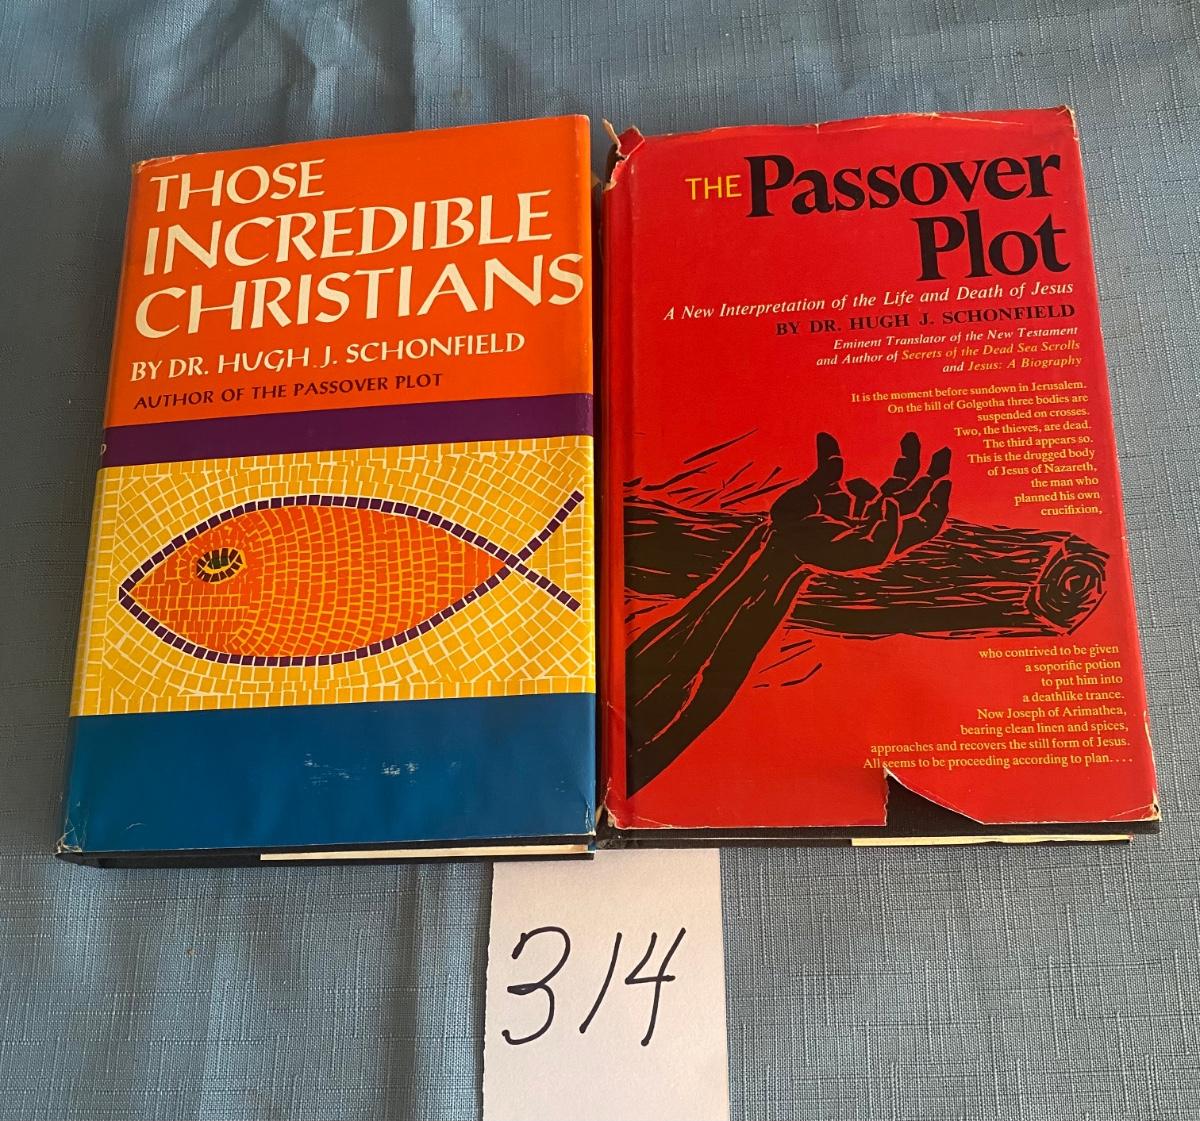 THOSE
INCREDIBLE
CHRISTIANS
BY DR. HUGH J. SCHONFIELD
AUTHOR OF THE PASSOVER PLOT
THE Passover
Plot
A New Interpretation of the Life and Death of Jesus
BY DR. HUGH J. SCHONFIELD
Eminent Translator of the New Testament
and Author of Secrets of the Dead Sea Scrolls
and Jesus: A Biography
It is the moment before sundown in Jerusalem.
On the hill of Golgotha three bodies are
suspended on crosses.
Two, the thieves, are dead.
The third appears so.
This is the drugged body
of Jesus of Nazareth,
the man who
planned his own
crucifixion,
who contrived to be given
a soporific potion
to put him into
a deathlike trance.
Now Joseph of Arimathea,
bearing clean linen and spices,
approaches and recovers the still form of Jesus.
All seems to be proceeding according to plan....
314